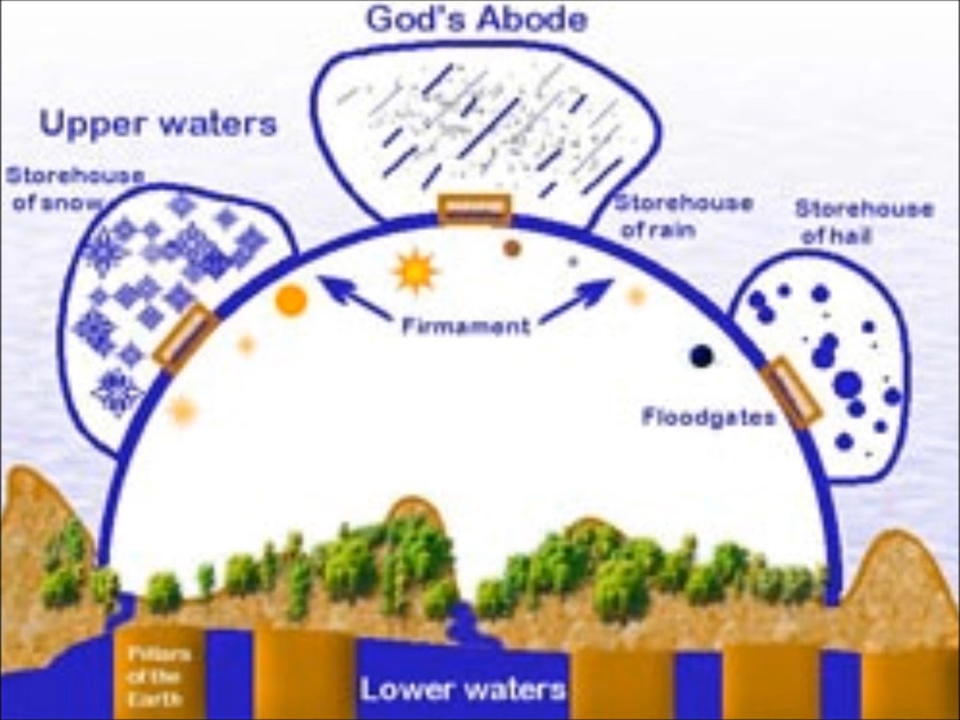 God's Abode
Upper waters
Storehouse
of snow
Storehouse
of rain
Storehouse
of hail
Firmament
Floodgates
Pillars
of the
Earth
Lower waters